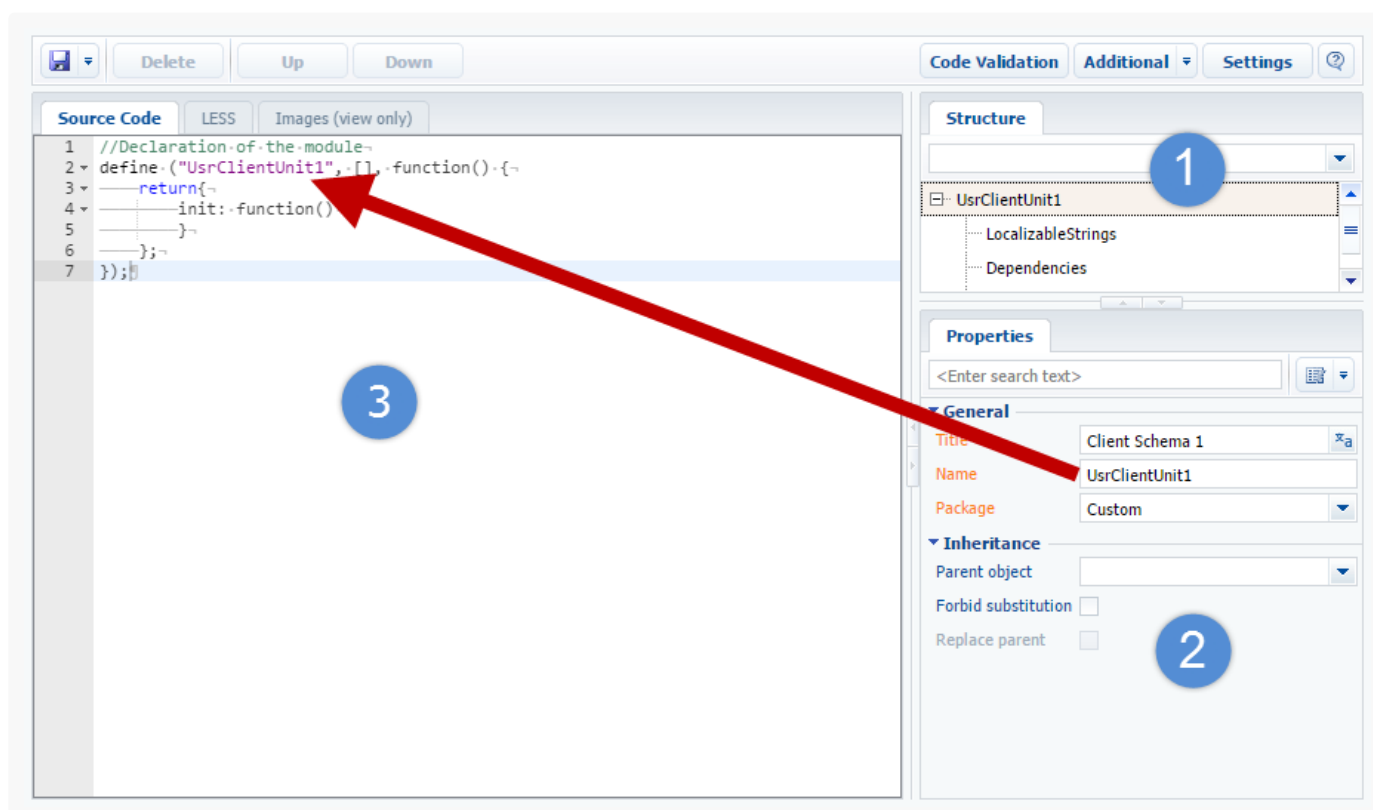 Delete Up Down Code Validation Additional Settings
Source Code LESS Images (view only)
1 //Declaration of the module
2 define ("UsrClientUnit1", [], function() {
3 return{
4 init: function()
5 }
6 };
7 });
3
Structure
1
UsrClientUnit1
LocalizableStrings
Dependencies
Properties
<Enter search text>
General
Title Client Schema 1
Name UsrClientUnit1
Package Custom
Inheritance
Parent object
Forbid substitution
Replace parent
2